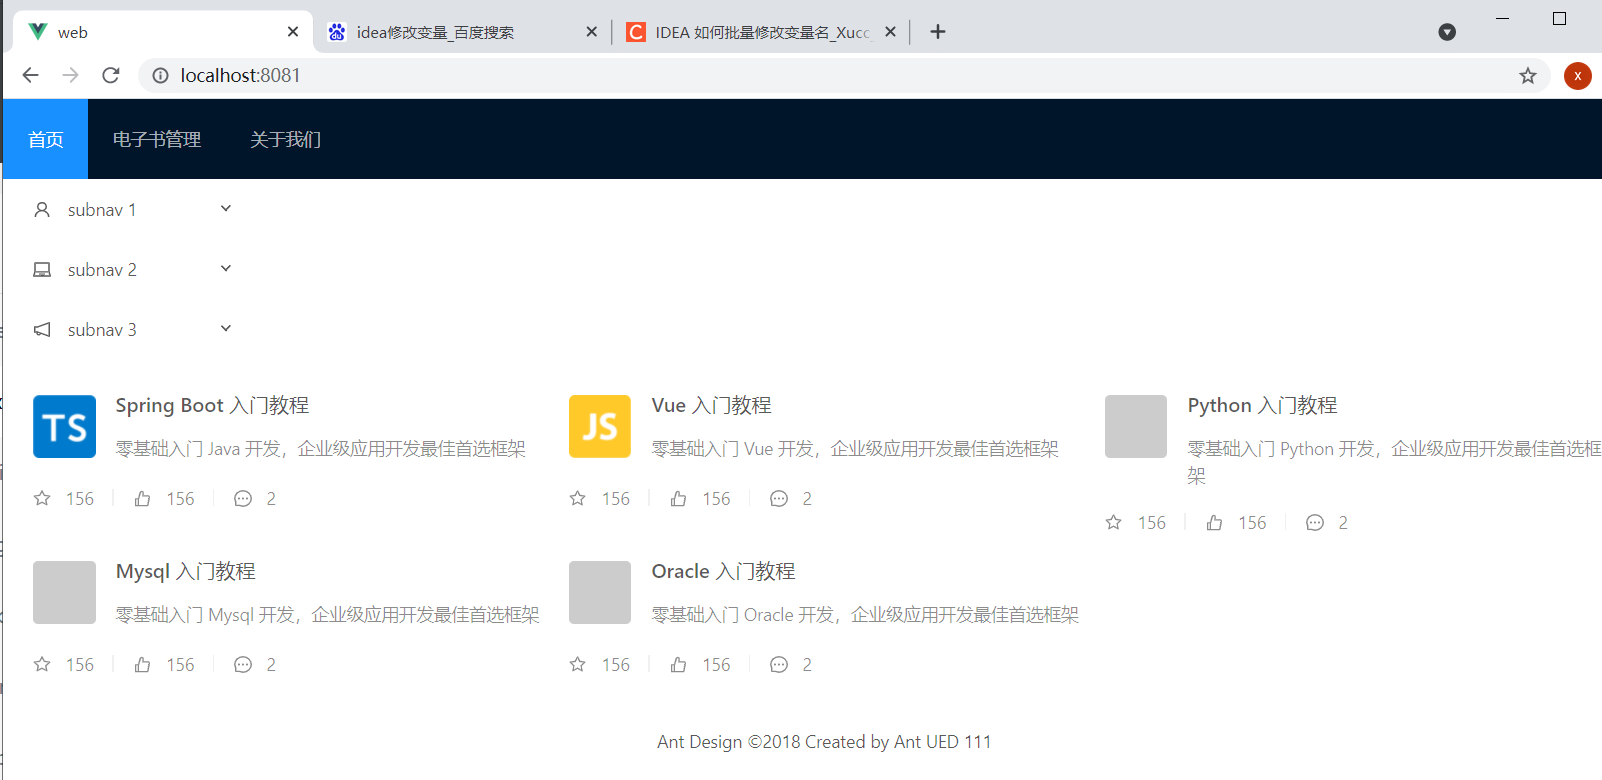 web
idea修改变量_百度搜索
IDEA 如何批量修改变量名_Xucc_
localhost:8081
x
首页
电子书管理
关于我们
subnav 1
subnav 2
subnav 3
TS
Spring Boot 入门教程
零基础入门 Java 开发，企业级应用开发最佳首选框架
156
156
2
JS
Vue 入门教程
零基础入门 Vue 开发，企业级应用开发最佳首选框架
156
156
2
Python 入门教程
零基础入门 Python 开发，企业级应用开发最佳首选框
架
156
156
2
Mysql 入门教程
零基础入门 Mysql 开发，企业级应用开发最佳首选框架
156
156
2
Oracle 入门教程
零基础入门 Oracle 开发，企业级应用开发最佳首选框架
156
156
2
Ant Design ©2018 Created by Ant UED 111